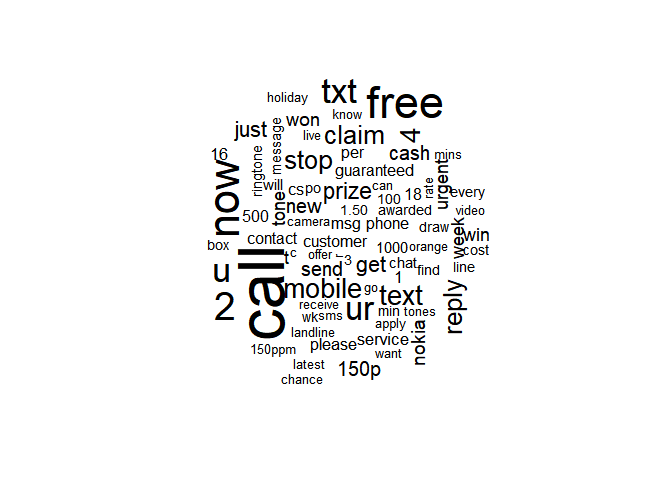 holiday txt free
know
just won live claim 4
16 message stop per cash mins
guaranteed
ringtone will cs po prize can 100 18 rate urgent every
now tone new 1.50 awarded video
500 camera msg phone draw week win
box contact customer 1000 orange cost
call t c offer 3 get chat find line
u send 1
2 mobile go text
receive ur min tones reply
wk sms apply
landline please service nokia
150ppm want
latest 150p
chance